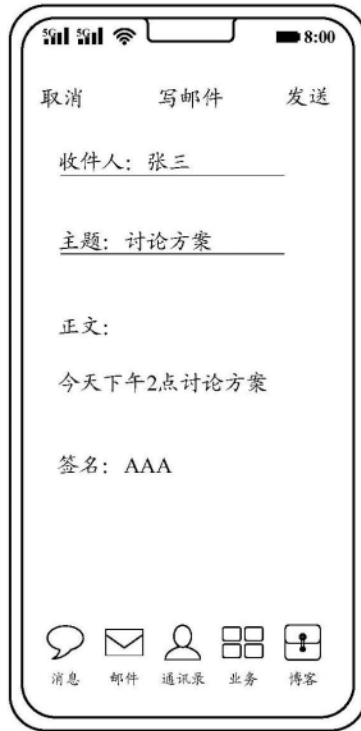 5G 5G 8:00
取消 写邮件 发送
收件人：张三
主题：讨论方案
正文：
今天下午2点讨论方案
签名：AAA
消息 邮件 通讯录 业务 博客